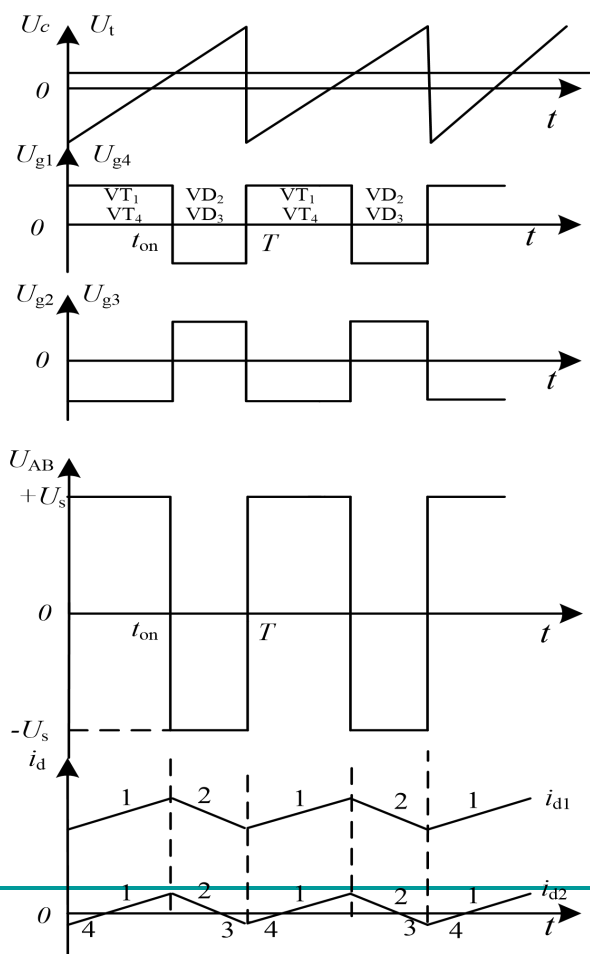 Uc Ut
0
t
Ug1 Ug4
VT1 VD2 VT1 VD2
VT4 VD3 VT4 VD3
0
ton T t
Ug2 Ug3
0
t
UAB
+Us
0
ton T t
-Us
id
1 2 1 2 1 id1
1 2 1 2 1 id2
0
4 3 4 3 4 t